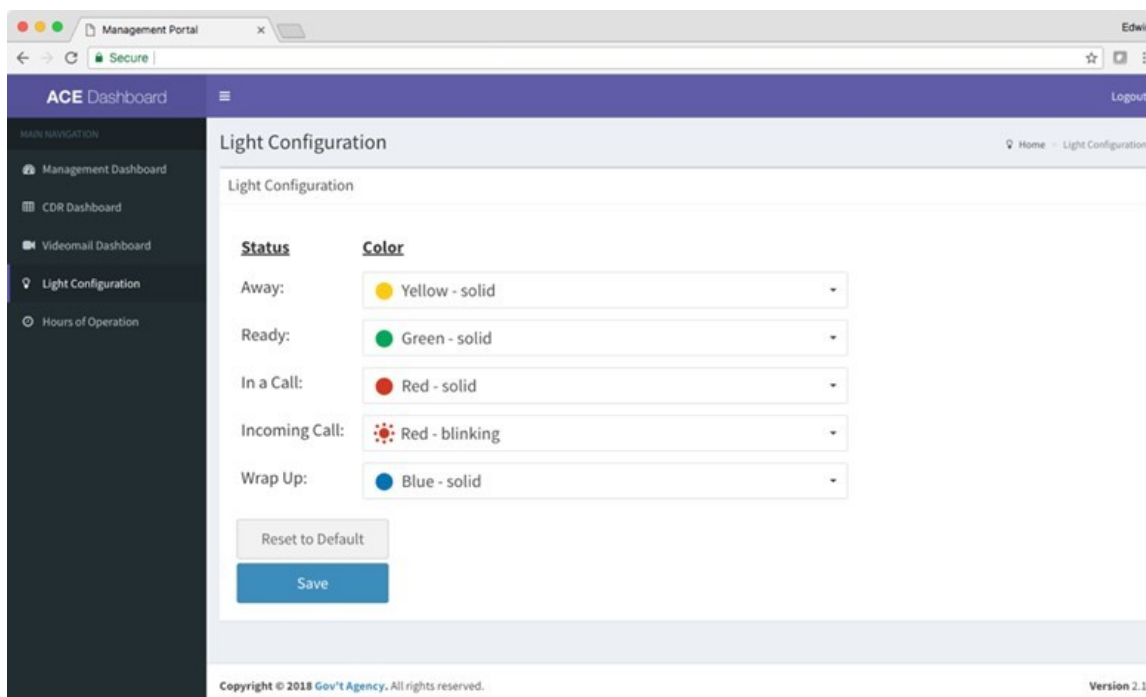 Management Portal
Edwi
Secure
ACE Dashboard
Logout
MAIN NAVIGATION
Management Dashboard
CDR Dashboard
Videomail Dashboard
Light Configuration
Hours of Operation
Light Configuration
Home Light Configuration
Light Configuration
Status Color
Away: Yellow - solid
Ready: Green - solid
In a Call: Red - solid
Incoming Call: Red - blinking
Wrap Up: Blue - solid
Reset to Default
Save
Copyright © 2018 Gov't Agency. All rights reserved.
Version 2.1